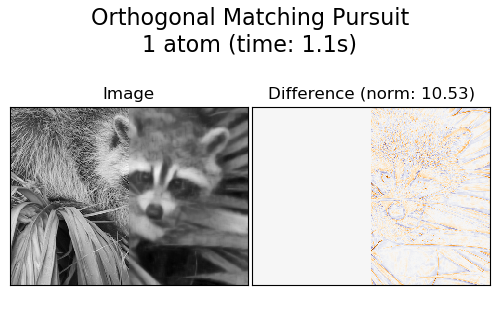 Orthogonal Matching Pursuit
1 atom (time: 1.1s)
Image
Difference (norm: 10.53)